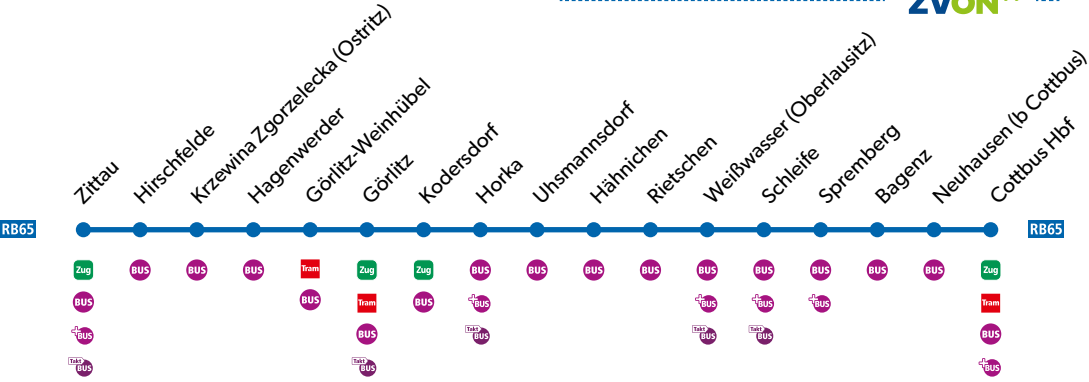 ZVON
Zittau
Hirschfelde
Krzewina Zgorzelecka (Ostritz)
Hagenwerder
Görlitz-Weinhübel
Görlitz
Kodersdorf
Horka
Uhsmannsdorf
Hähnichen
Rietschen
Weißwasser (Oberlausitz)
Schleife
Spremberg
Bagenz
Neuhausen (b Cottbus)
Cottbus Hbf
RB65 RB65
Zug BUS BUS BUS Tram Zug Zug BUS BUS BUS BUS BUS BUS BUS BUS BUS Zug
BUS BUS Tram BUS +BUS +BUS +BUS +BUS Tram
+BUS BUS Takt BUS Takt BUS Takt BUS BUS
Takt BUS Takt BUS +BUS